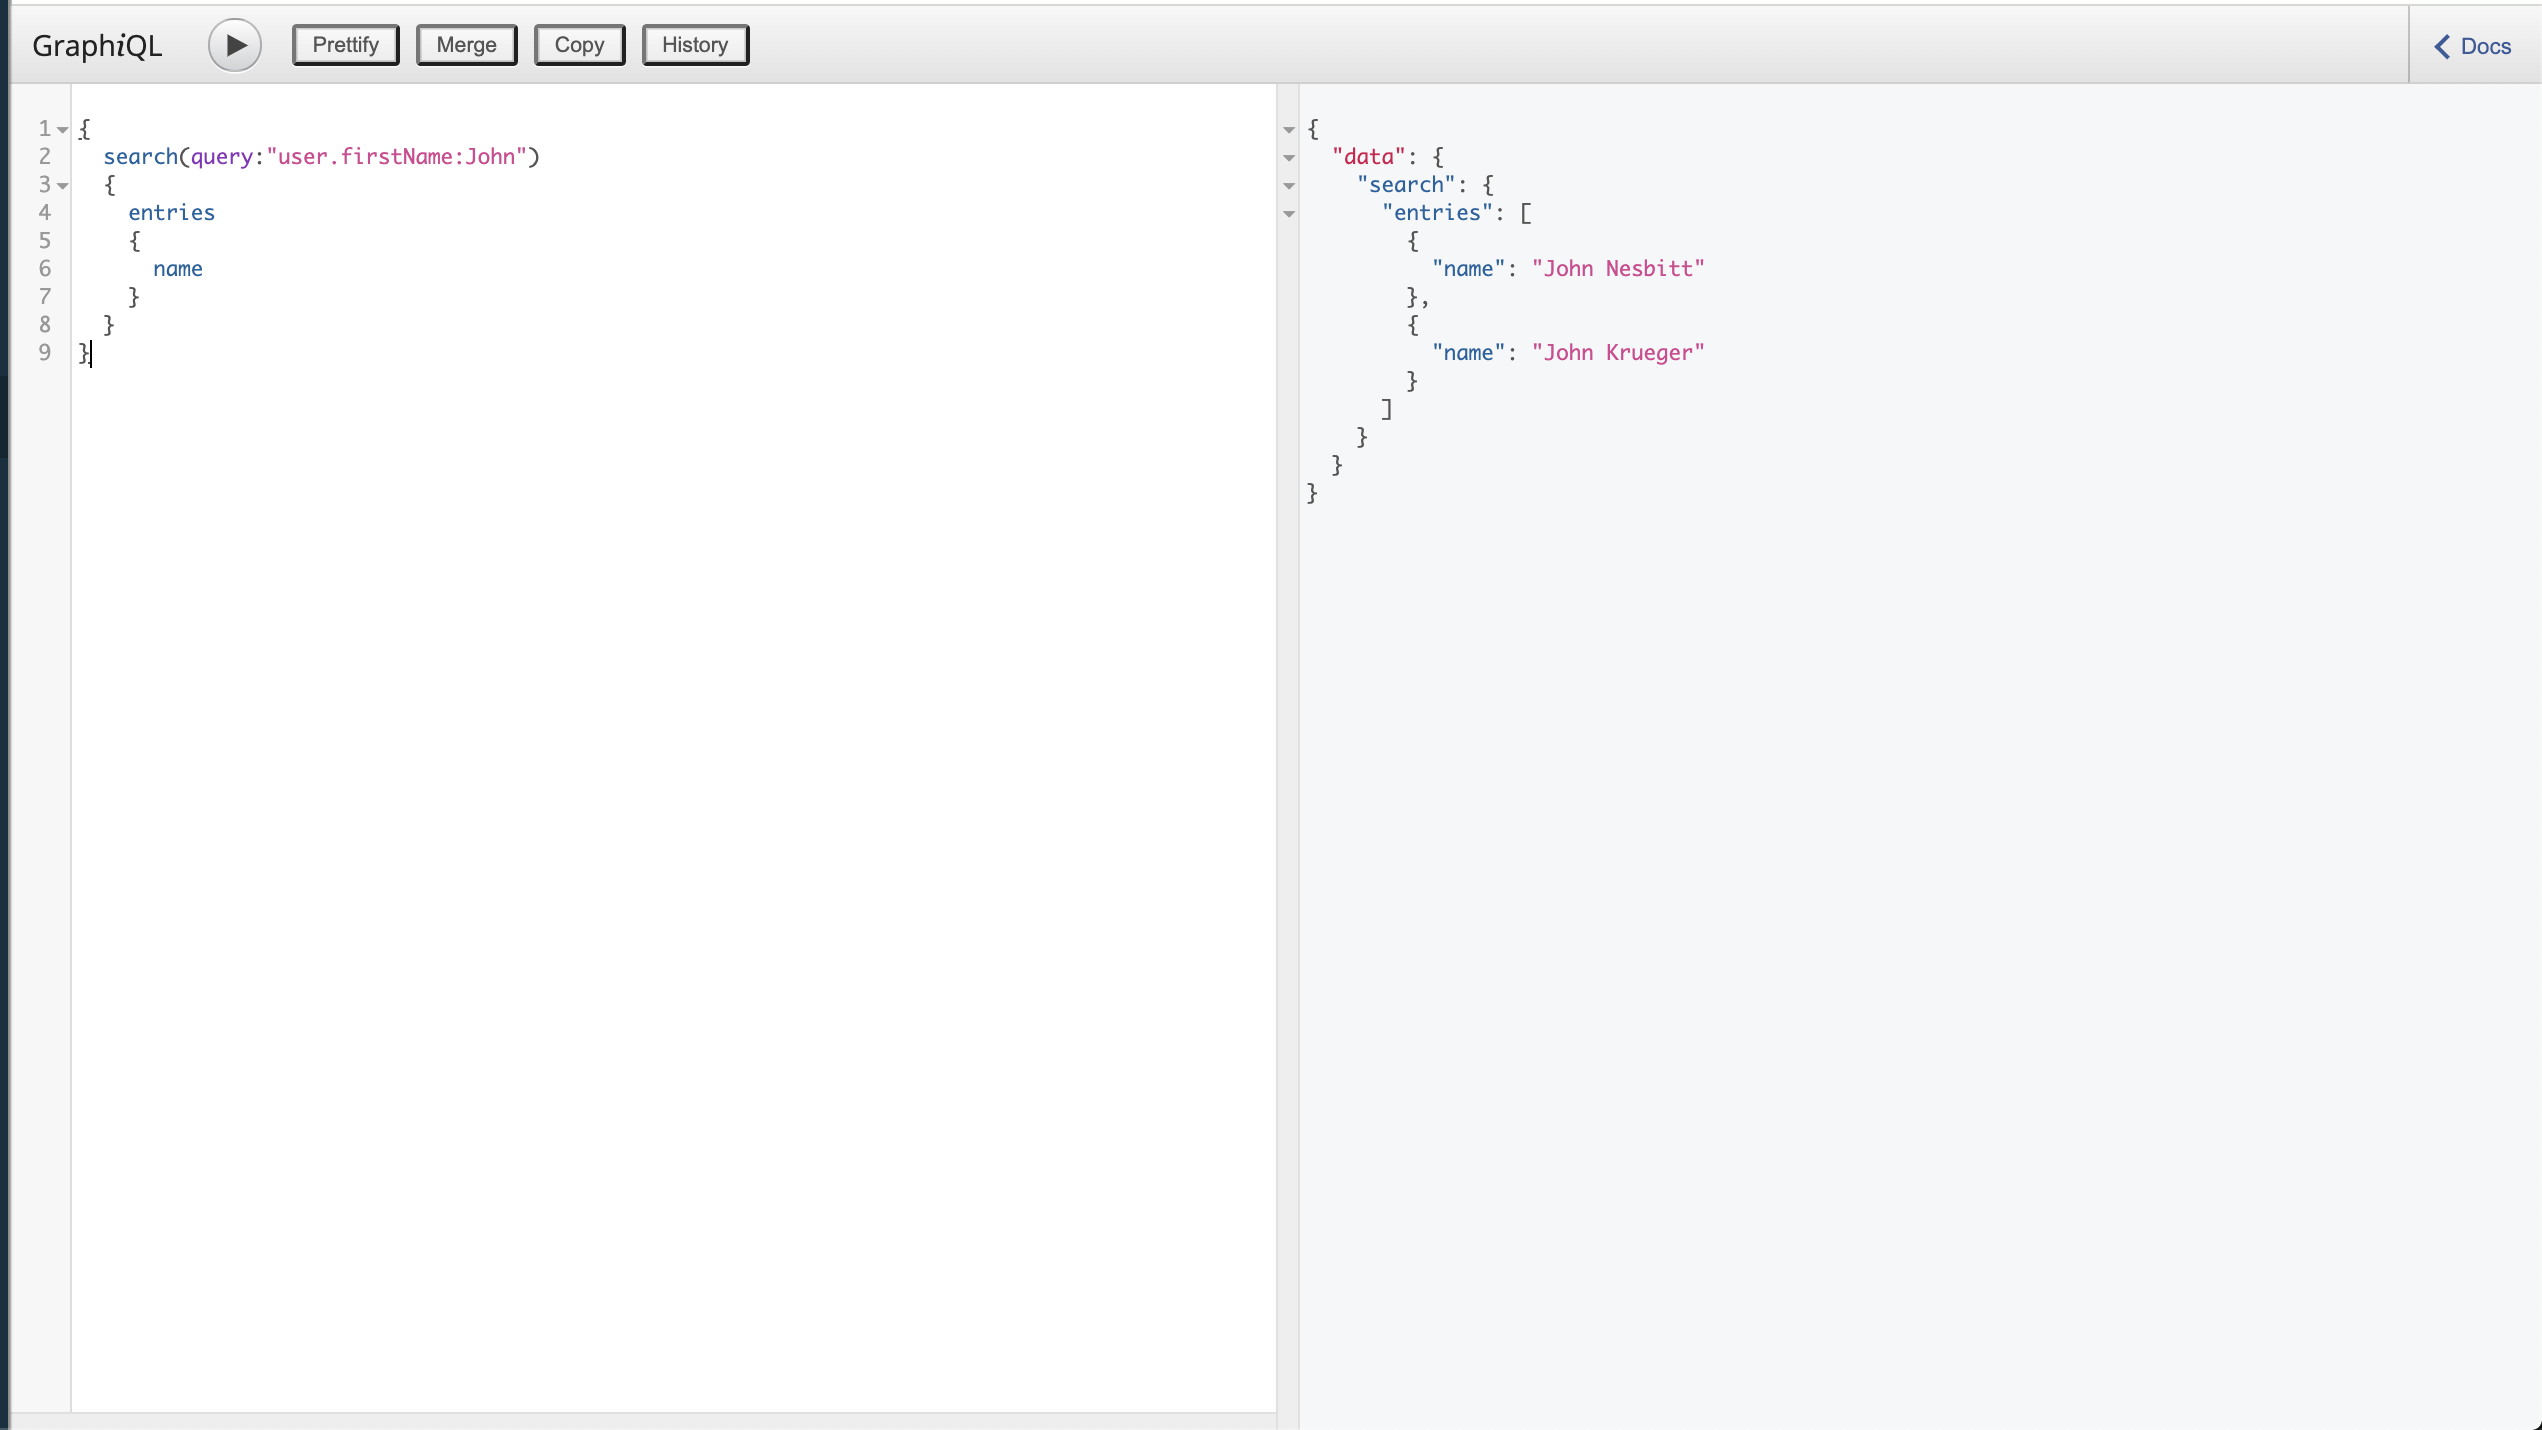 GraphiQL Prettify Merge Copy History Docs
1 {
2 search(query:"user.firstName:John")
3 {
4 entries
5 {
6 name
7 }
8 }
9 }
{
"data": {
"search": {
"entries": [
{
"name": "John Nesbitt"
},
{
"name": "John Krueger"
}
]
}
}
}